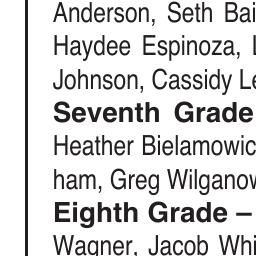 Anderson, Seth Bai
Haydee Espinoza,
Johnson, Cassidy Le
Seventh Grade
Heather Bielamowic
ham, Greg Wilganow
Eighth Grade –
Wagner, Jacob Whi